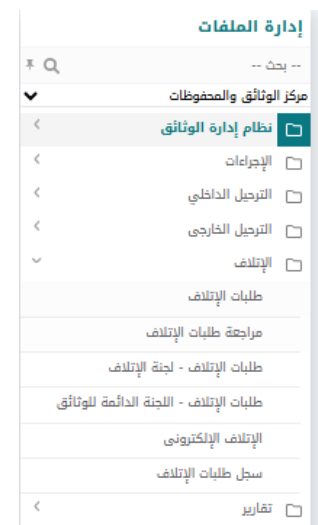 إدارة الملفات
-- بحث --
مركز الوثائق والمحفوظات
نظام إدارة الوثائق
الإجراءات
الترحيل الداخلي
الترحيل الخارجى
الإتلاف
طلبات الإتلاف
مراجعة طلبات الإتلاف
طلبات الإتلاف - لجنة الإتلاف
طلبات الإتلاف - اللجنة الدائمة للوثائق
الإتلاف الإلكترونى
سجل طلبات الإتلاف
تقارير